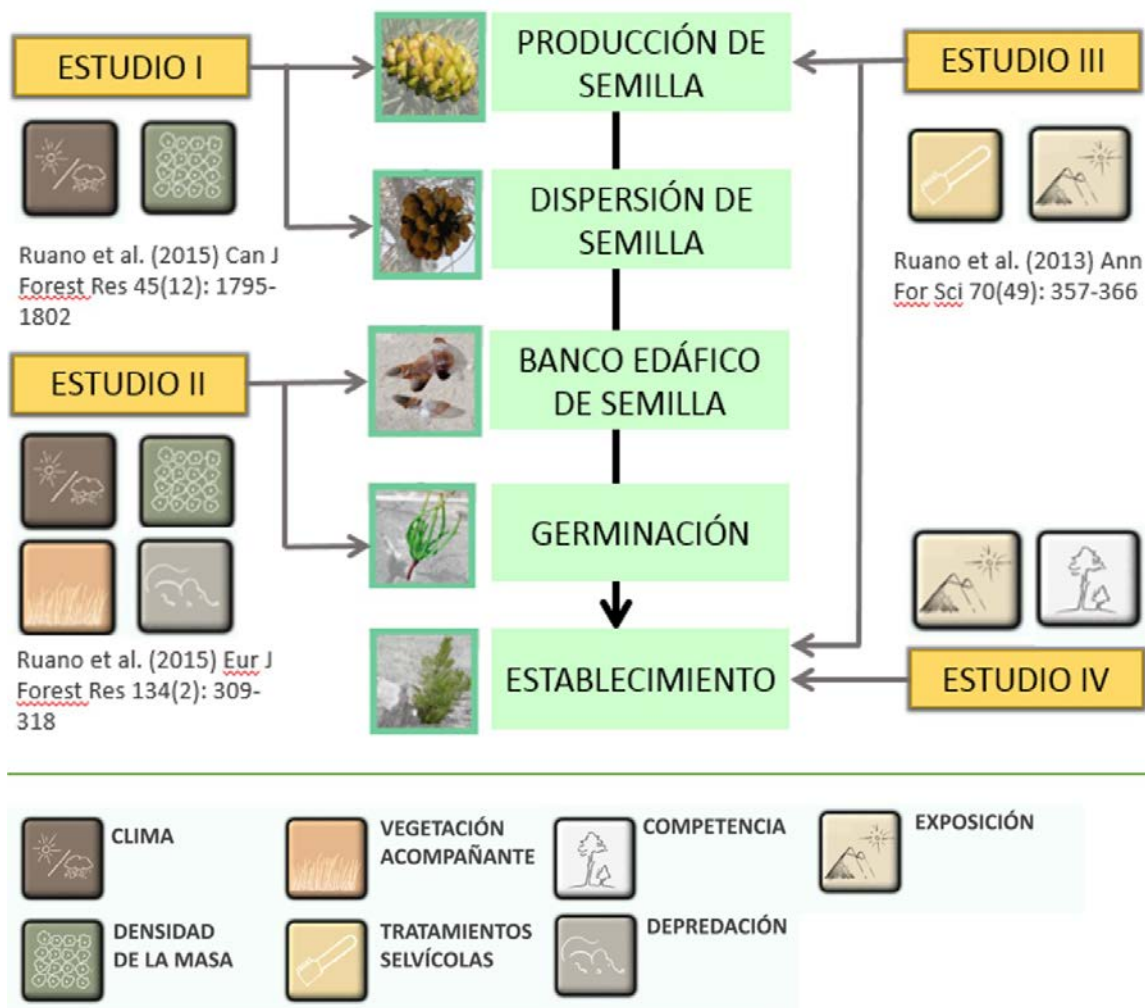 ESTUDIO I
Ruano et al. (2015) Can J
Forest Res 45(12): 1795-
1802
ESTUDIO II
Ruano et al. (2015) Eur J
Forest Res 134(2): 309-
318
PRODUCCIÓN DE
SEMILLA
DISPERSIÓN DE
SEMILLA
BANCO EDÁFICO
DE SEMILLA
GERMINACIÓN
ESTABLECIMIENTO
ESTUDIO III
Ruano et al. (2013) Ann
For Sci 70(49): 357-366
ESTUDIO IV
CLIMA
VEGETACIÓN
ACOMPAÑANTE
COMPETENCIA
EXPOSICIÓN
DENSIDAD
DE LA MASA
TRATAMIENTOS
SELVÍCOLAS
DEPREDACIÓN